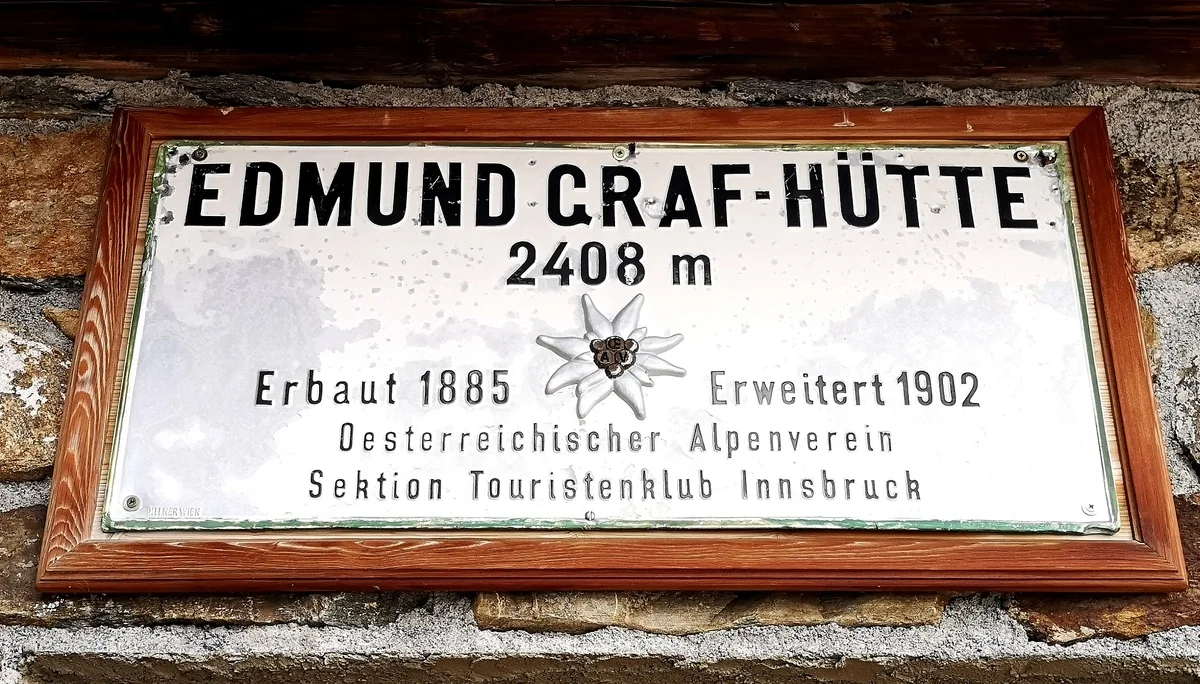 EDMUND GRAF-HÜTTE
2408 m
Erbaut 1885 Erweitert 1902
Oesterreichischer Alpenverein
Sektion Touristenklub Innsbruck